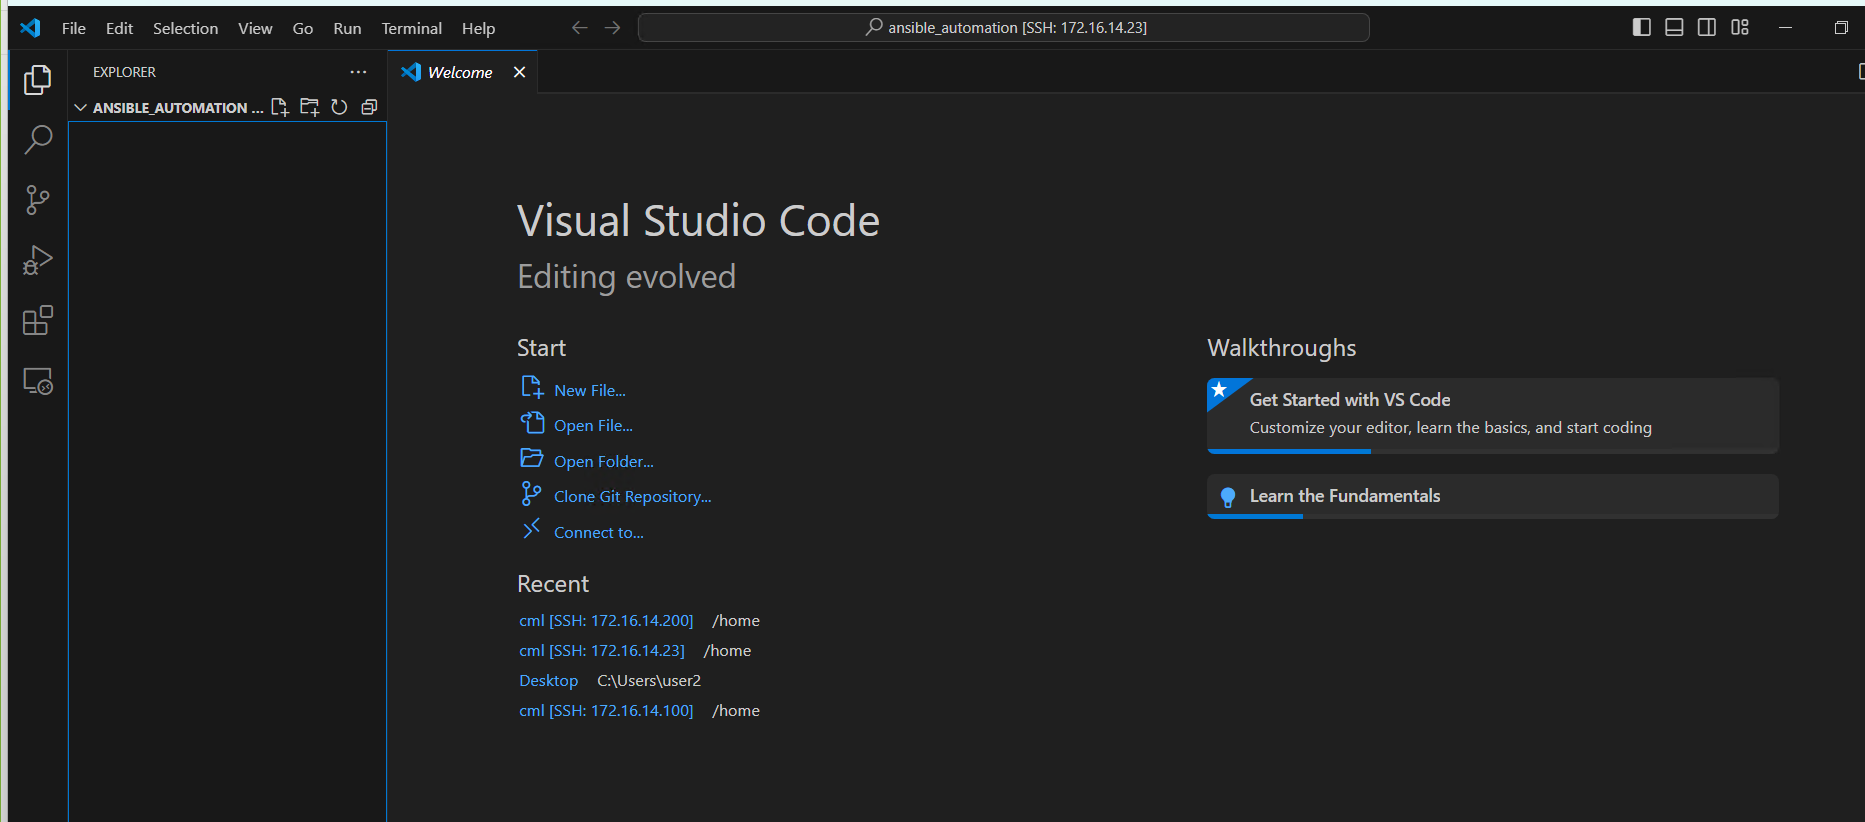 File Edit Selection View Go Run Terminal Help
ansible_automation [SSH: 172.16.14.23]
EXPLORER
ANSIBLE_AUTOMATION ...
Welcome
Visual Studio Code
Editing evolved
Start
New File...
Open File...
Open Folder...
Clone Git Repository...
Connect to...
Recent
cml [SSH: 172.16.14.200] /home
cml [SSH: 172.16.14.23] /home
Desktop C:\Users\user2
cml [SSH: 172.16.14.100] /home
Walkthroughs
Get Started with VS Code
Customize your editor, learn the basics, and start coding
Learn the Fundamentals